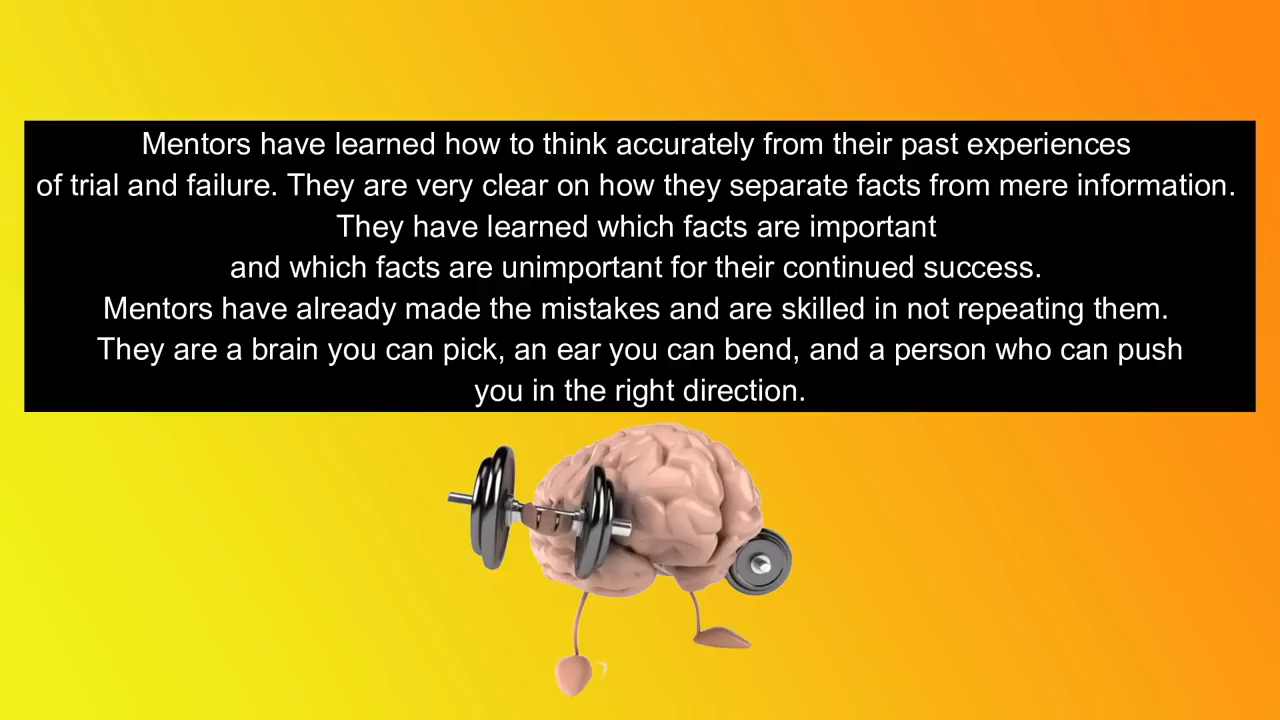 Mentors have learned how to think accurately from their past experiences
of trial and failure. They are very clear on how they separate facts from mere information.
They have learned which facts are important
and which facts are unimportant for their continued success.
Mentors have already made the mistakes and are skilled in not repeating them.
They are a brain you can pick, an ear you can bend, and a person who can push
you in the right direction.